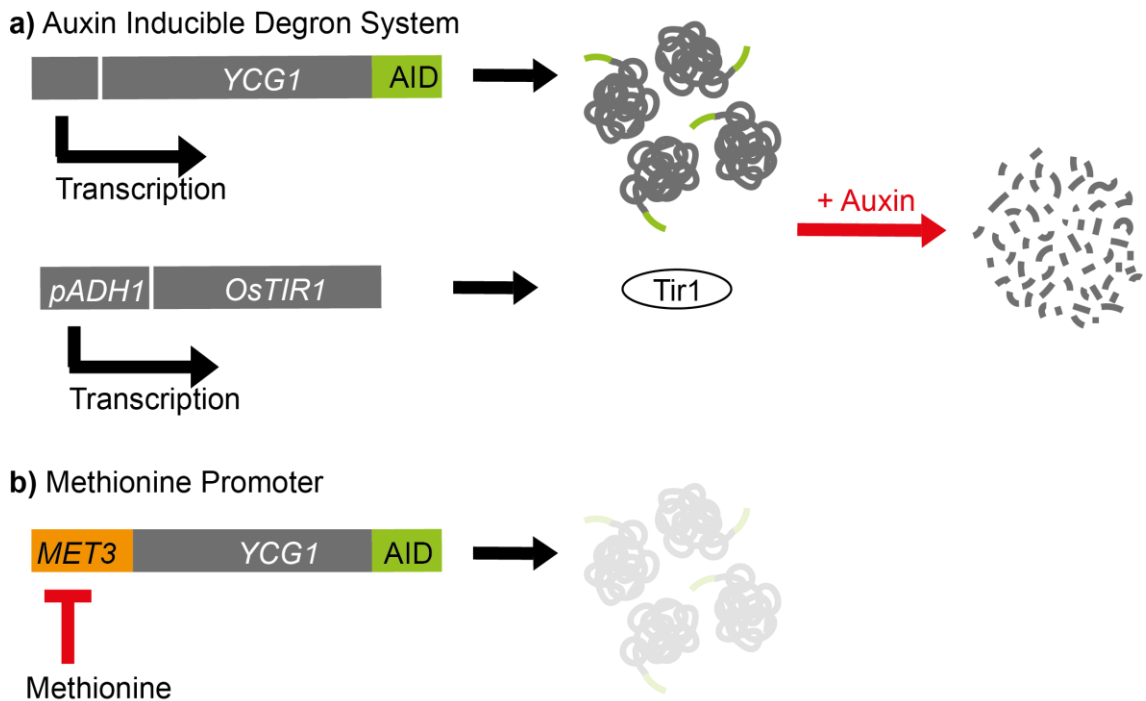 a) Auxin Inducible Degron System
YCG1 AID
Transcription
+ Auxin
pADH1 OsTIR1
Tir1
Transcription
b) Methionine Promoter
MET3 YCG1 AID
Methionine